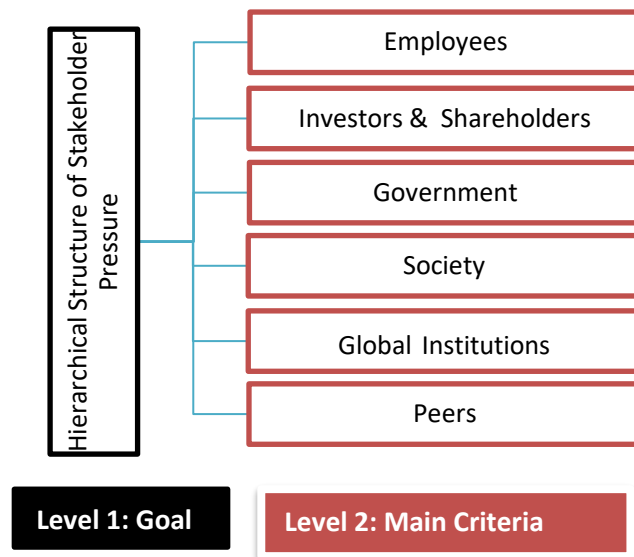 Hierarchical Structure of Stakeholder
Pressure
Employees
Investors & Shareholders
Government
Society
Global Institutions
Peers
Level 1: Goal
Level 2: Main Criteria